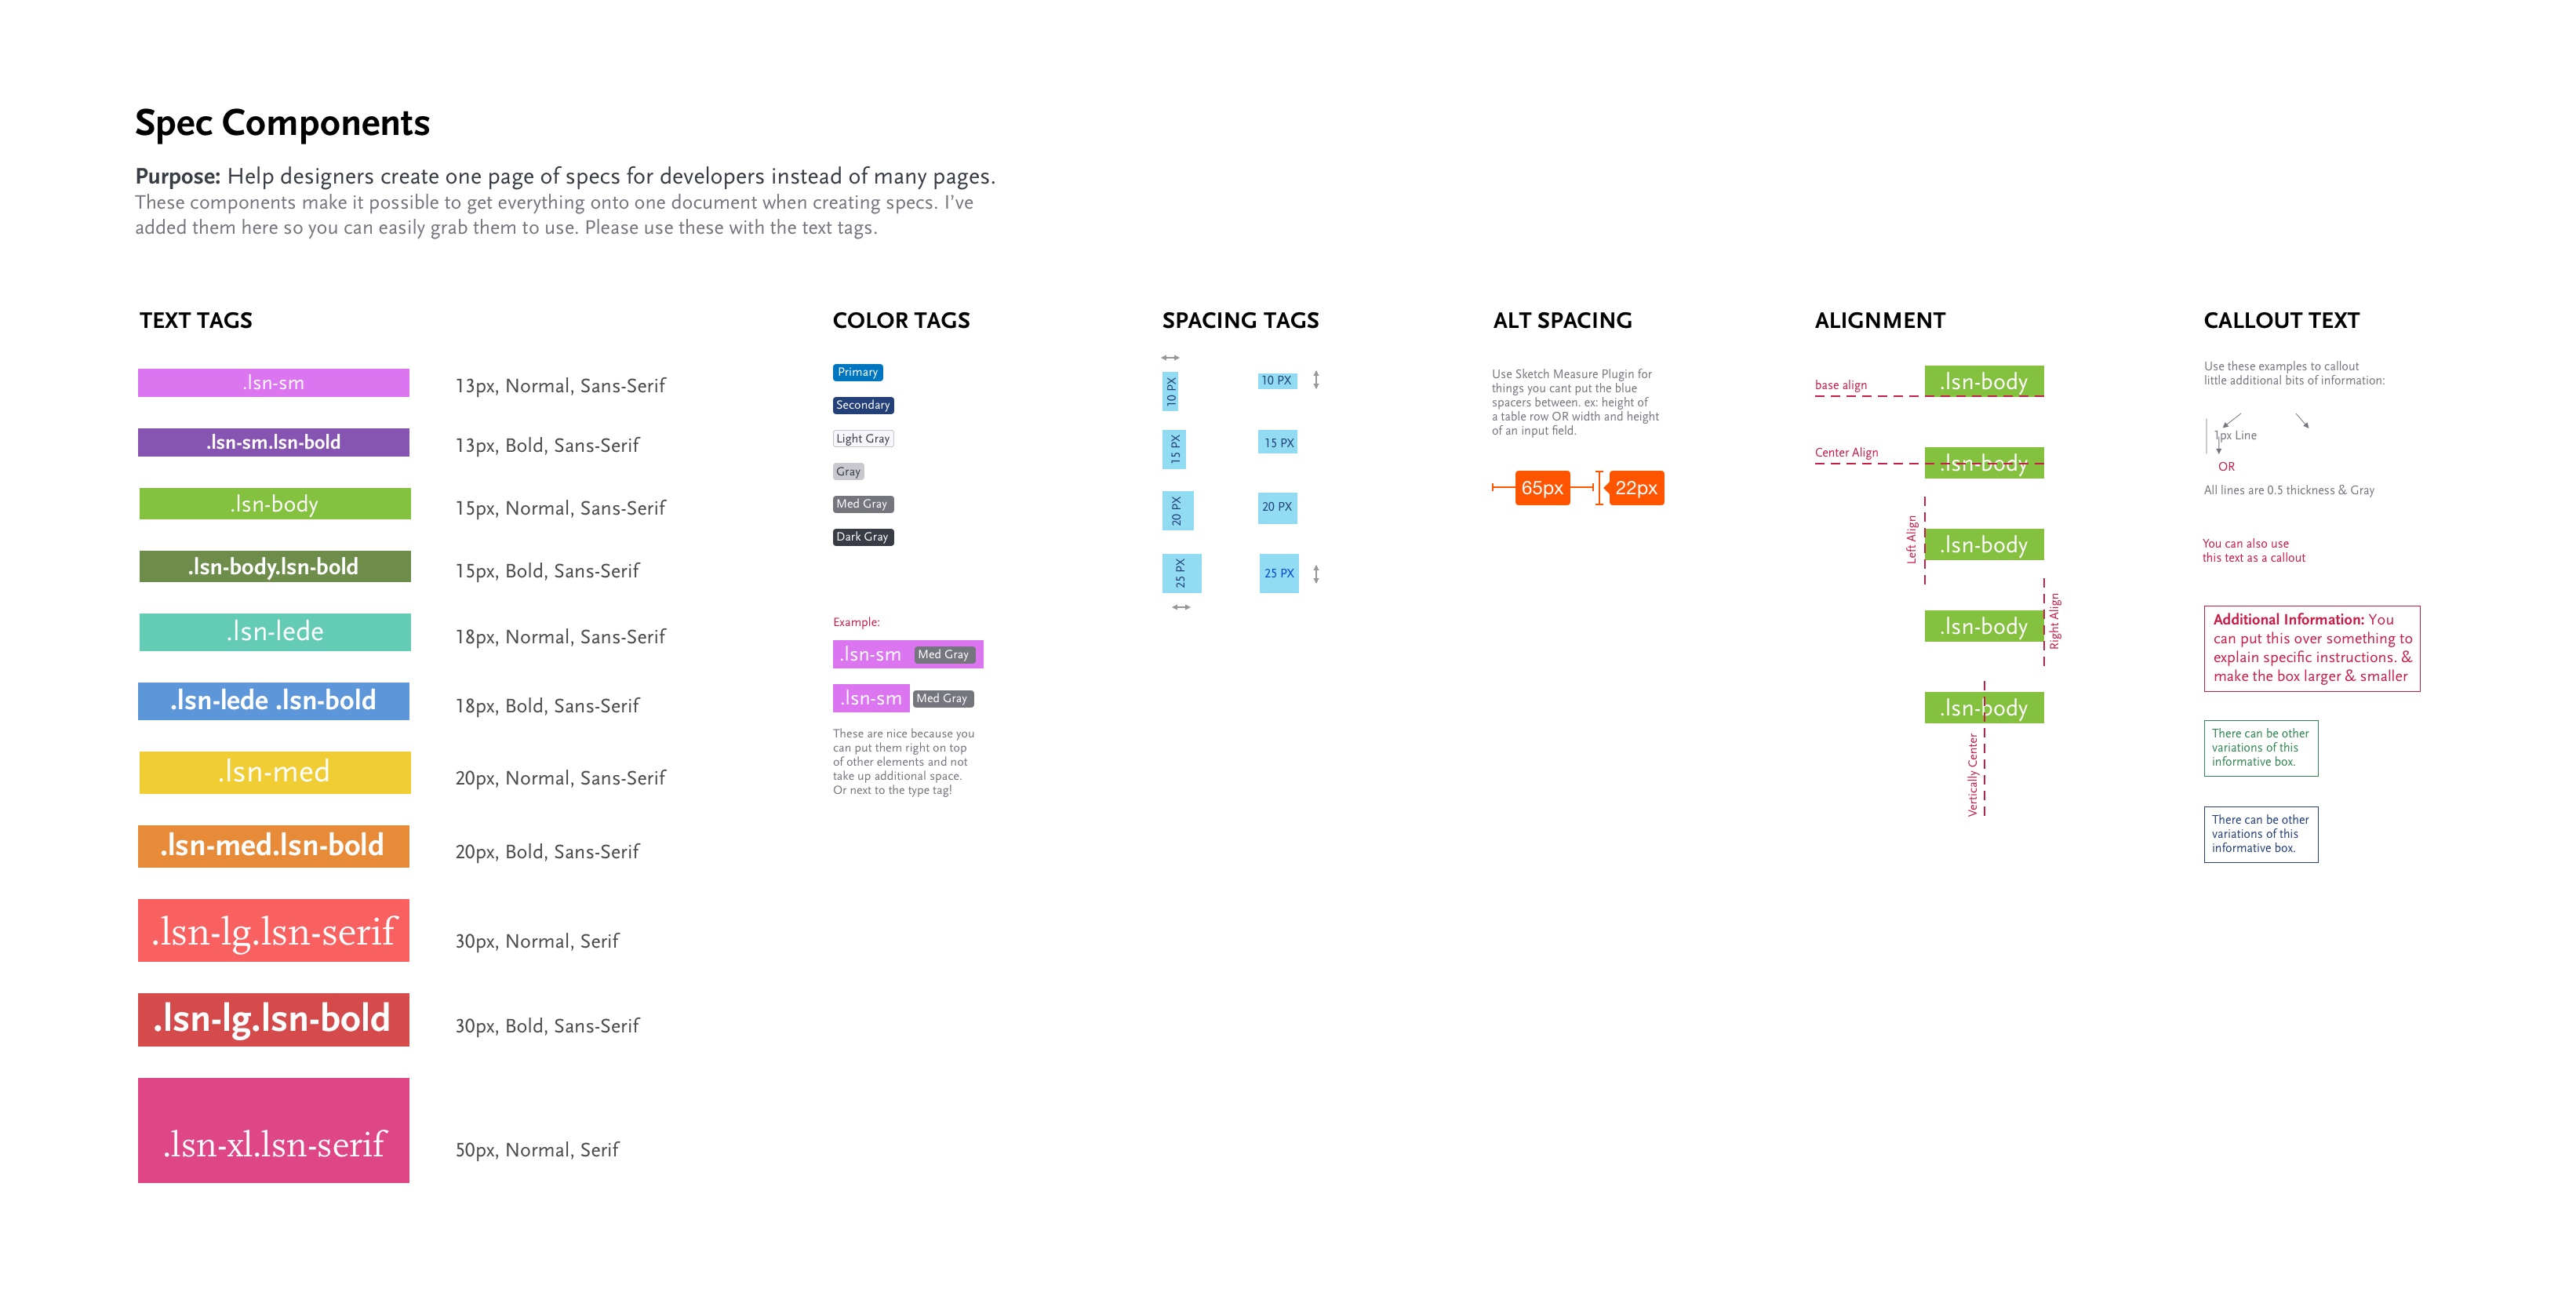 Spec Components
Purpose: Help designers create one page of specs for developers instead of many pages.
These components make it possible to get everything onto one document when creating specs. I've
added them here so you can easily grab them to use. Please use these with the text tags.
TEXT TAGS
.lsn-sm
13px, Normal, Sans-Serif
.lsn-sm.lsn-bold
13px, Bold, Sans-Serif
.lsn-body
15px, Normal, Sans-Serif
.lsn-body.lsn-bold
15px, Bold, Sans-Serif
.lsn-lede
18px, Normal, Sans-Serif
.lsn-lede .lsn-bold
18px, Bold, Sans-Serif
.lsn-med
20px, Normal, Sans-Serif
.lsn-med.lsn-bold
20px, Bold, Sans-Serif
.lsn-lg.lsn-serif
30px, Normal, Serif
.lsn-lg.lsn-bold
30px, Bold, Sans-Serif
.lsn-xl.lsn-serif
50px, Normal, Serif
COLOR TAGS
Primary
Secondary
Light Gray
Gray
Med Gray
Dark Gray
Example:
.lsn-sm Med Gray
.lsn-sm Med Gray
These are nice because you
can put them right on top
of other elements and not
take up additional space.
Or next to the type tag!
SPACING TAGS
10 PX
10 PX
15 PX
15 PX
20 PX
20 PX
25 PX
25 PX
ALT SPACING
Use Sketch Measure Plugin for
things you cant put the blue
spacers between. ex: height of
a table row OR width and height
of an input field.
65px
22px
ALIGNMENT
base align
.lsn-body
Center Align
.lsn-body
Left Align
.lsn-body
.lsn-body
Right Align
.lsn-body
Vertically Center
CALLOUT TEXT
Use these examples to callout
little additional bits of information:
1px Line
OR
All lines are 0.5 thickness & Gray
You can also use
this text as a callout
Additional Information: You
can put this over something to
explain specific instructions. &
make the box larger & smaller
There can be other
variations of this
informative box.
There can be other
variations of this
informative box.